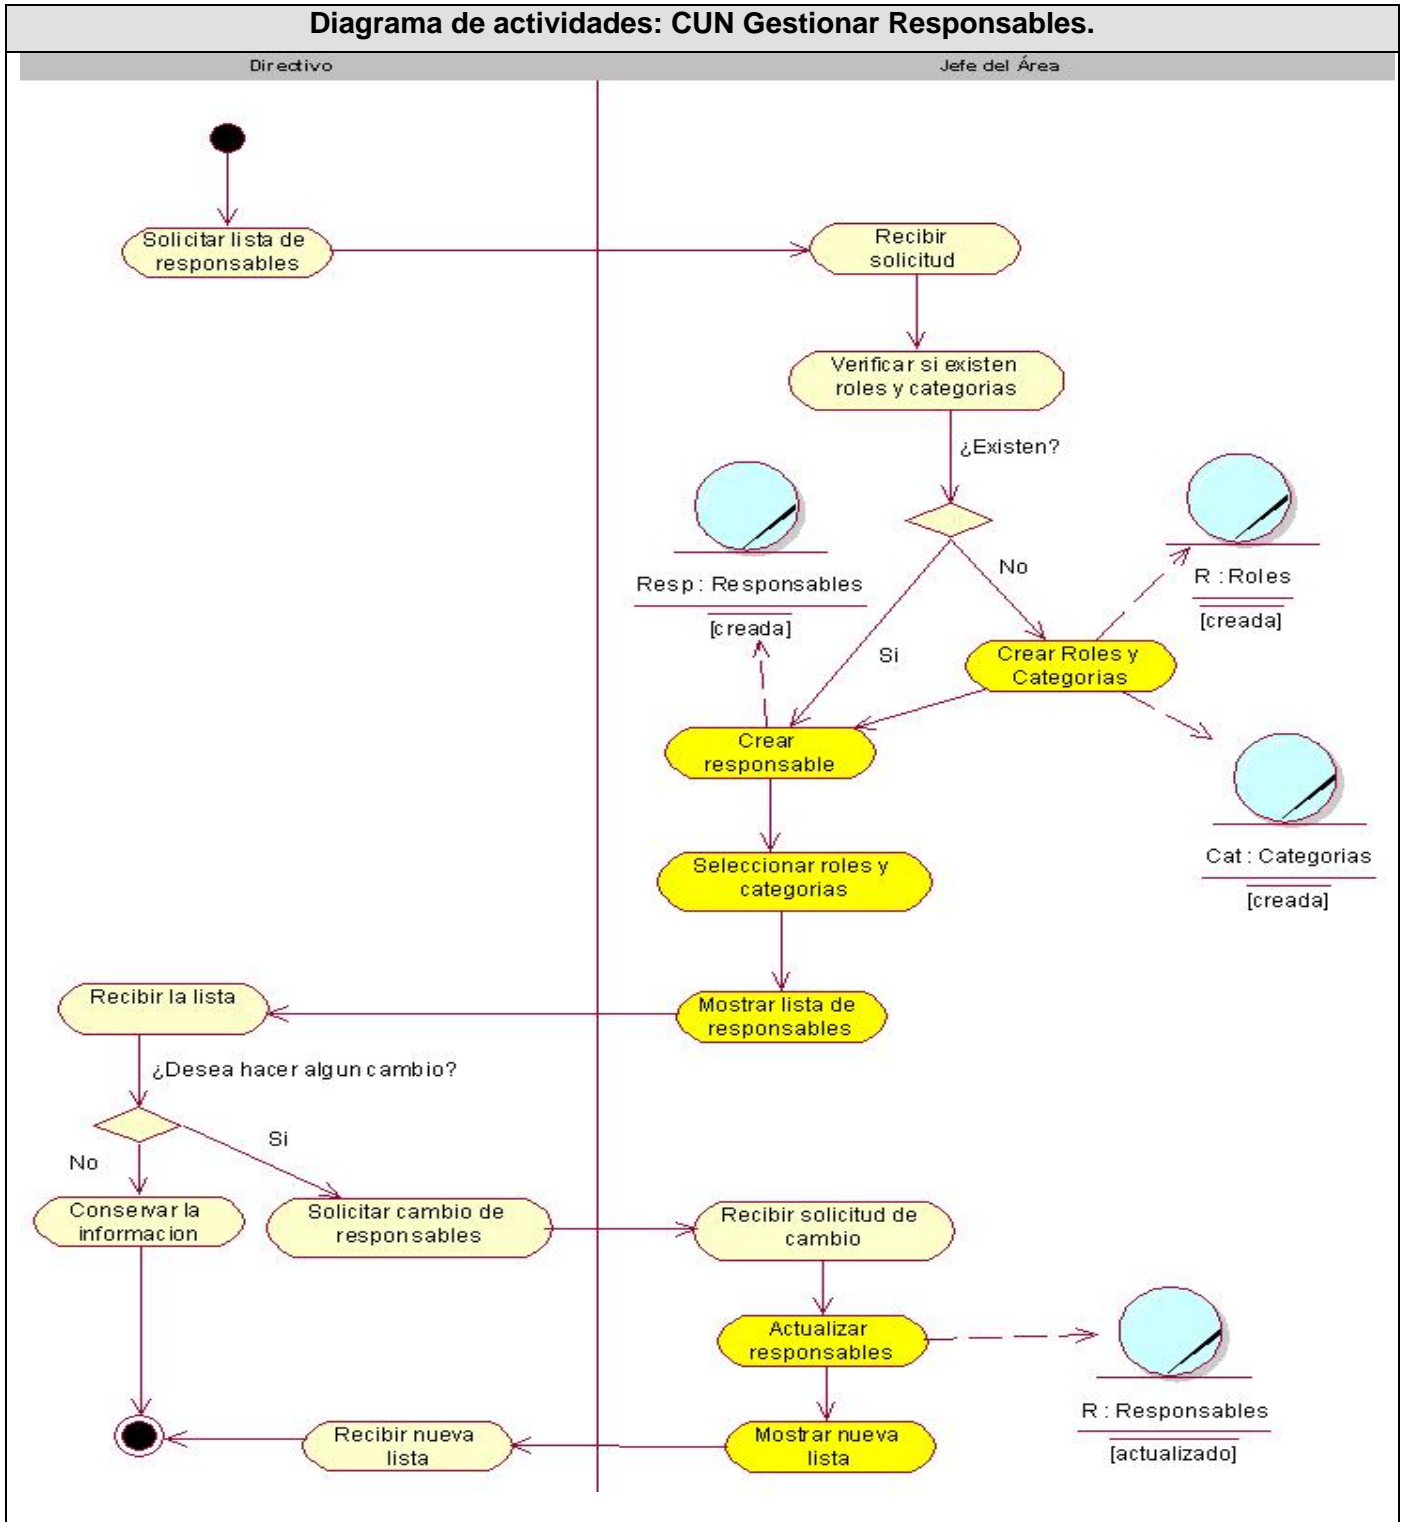 Diagrama de actividades: CUN Gestionar Responsables.
Directivo
Jefe del Área
Solicitar lista de
responsables
Recibir
solicitud
Verificar si existen
roles y categorias
¿Existen?
Resp : Responsables
[creada]
No
R : Roles
[creada]
Si
Crear Roles y
Categorias
Crear
responsable
Cat : Categorias
[creada]
Seleccionar roles y
categorias
Recibir la lista
Mostrar lista de
responsables
¿Desea hacer algun cambio?
No
Si
Conservar la
informacion
Solicitar cambio de
responsables
Recibir solicitud de
cambio
Actualizar
responsables
R : Responsables
[actualizado]
Recibir nueva
lista
Mostrar nueva
lista